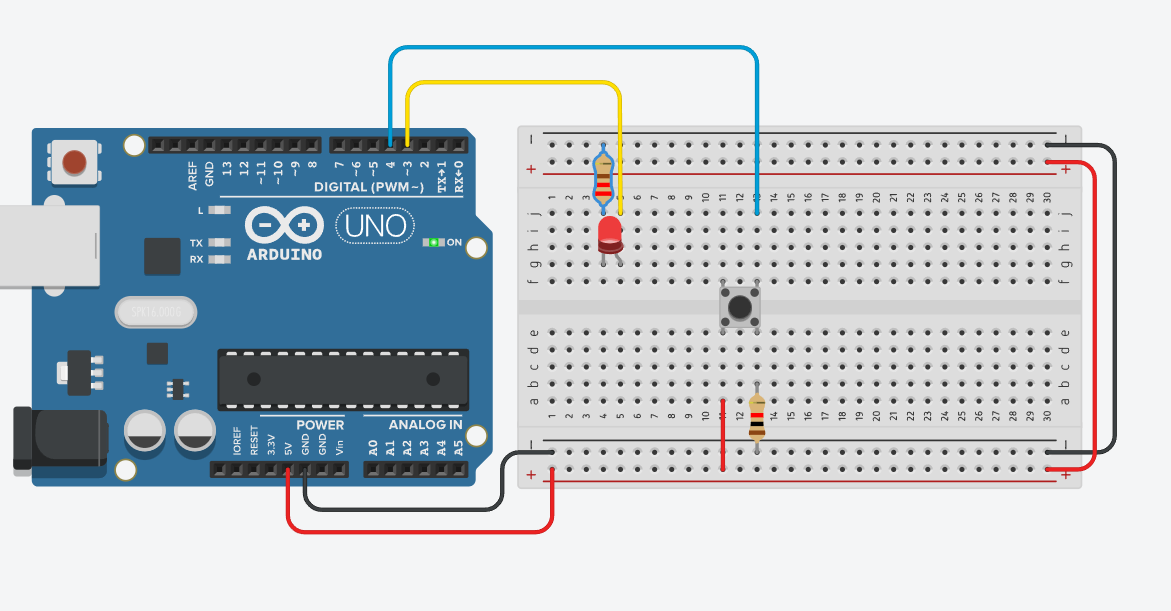 AREF
GND
13
12
~11
~10
~9
8
7
~6
~5
4
~3
2
TX→1
RX←0
DIGITAL (PWM~)
L
TX
RX
UNO
ARDUINO
ON
SPK16.000G
POWER
ANALOG IN
IOREF
RESET
3.3V
5V
GND
GND
Vin
A0
A1
A2
A3
A4
A5
− −
+ +
1 2 3 4 5 6 7 8 9 10 11 12 13 14 15 16 17 18 19 20 21 22 23 24 25 26 27 28 29 30
j j
i i
h h
g g
f f
e e
d d
c c
b b
a a
1 2 3 4 5 6 7 8 9 10 11 12 13 14 15 16 17 18 19 20 21 22 23 24 25 26 27 28 29 30
− −
+ +